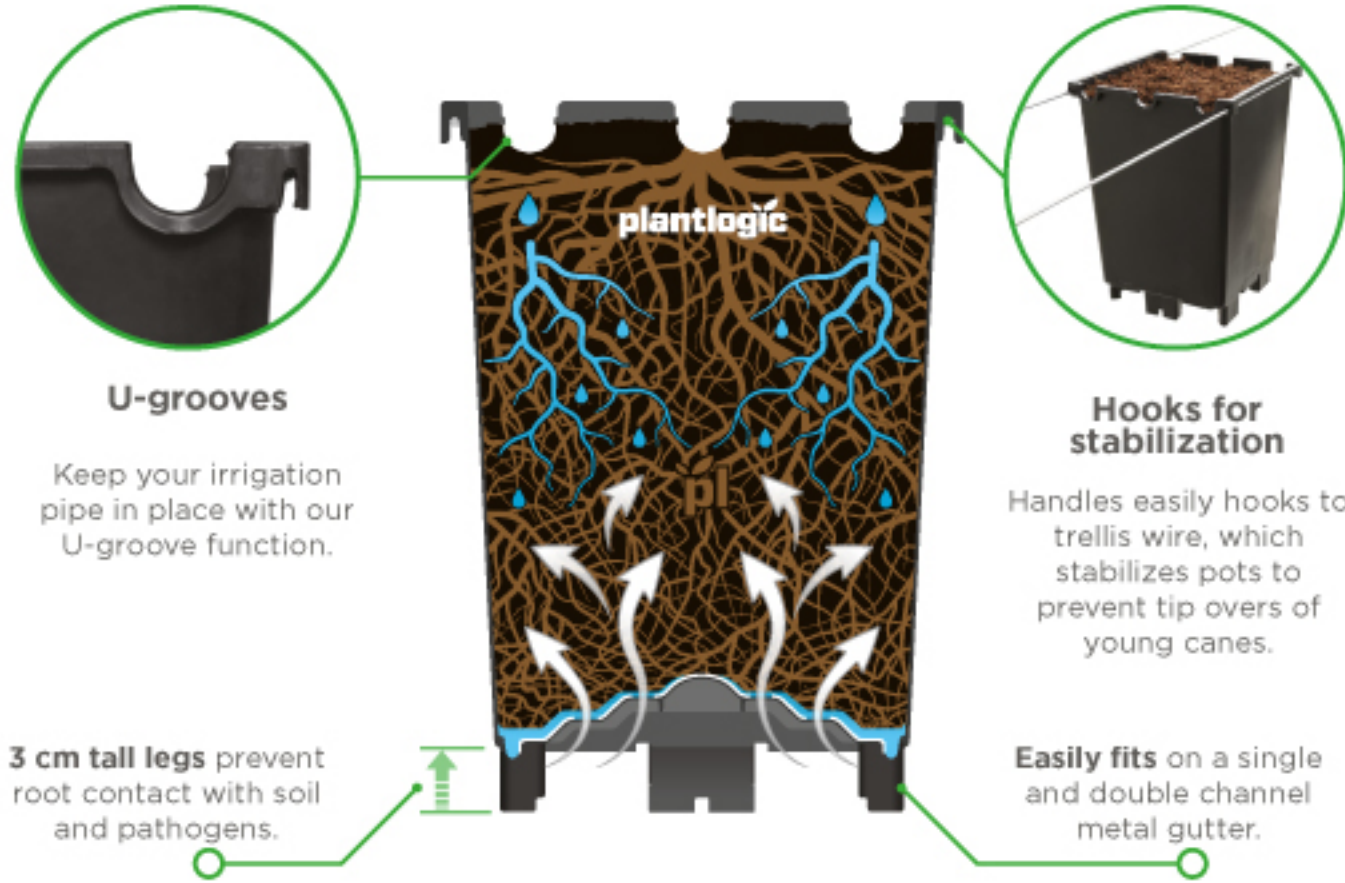 plantlogic
pl
U-grooves
Keep your irrigation
pipe in place with our
U-groove function.
Hooks for
stabilization
Handles easily hooks to
trellis wire, which
stabilizes pots to
prevent tip overs of
young canes.
3 cm tall legs prevent
root contact with soil
and pathogens.
Easily fits on a single
and double channel
metal gutter.